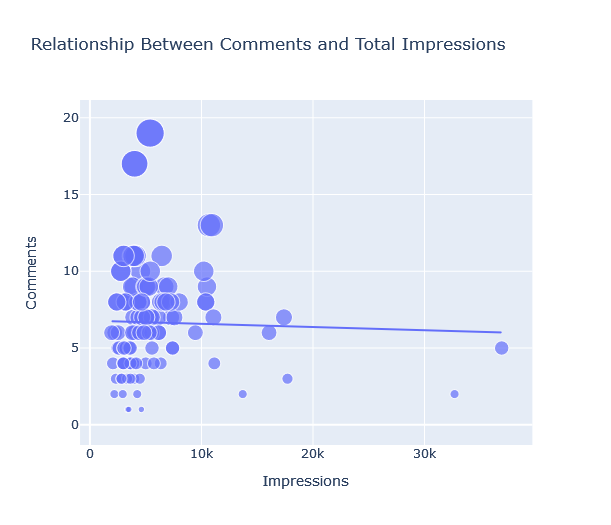 Relationship Between Comments and Total Impressions
20
15
10
5
0
Comments
0 10k 20k 30k
Impressions